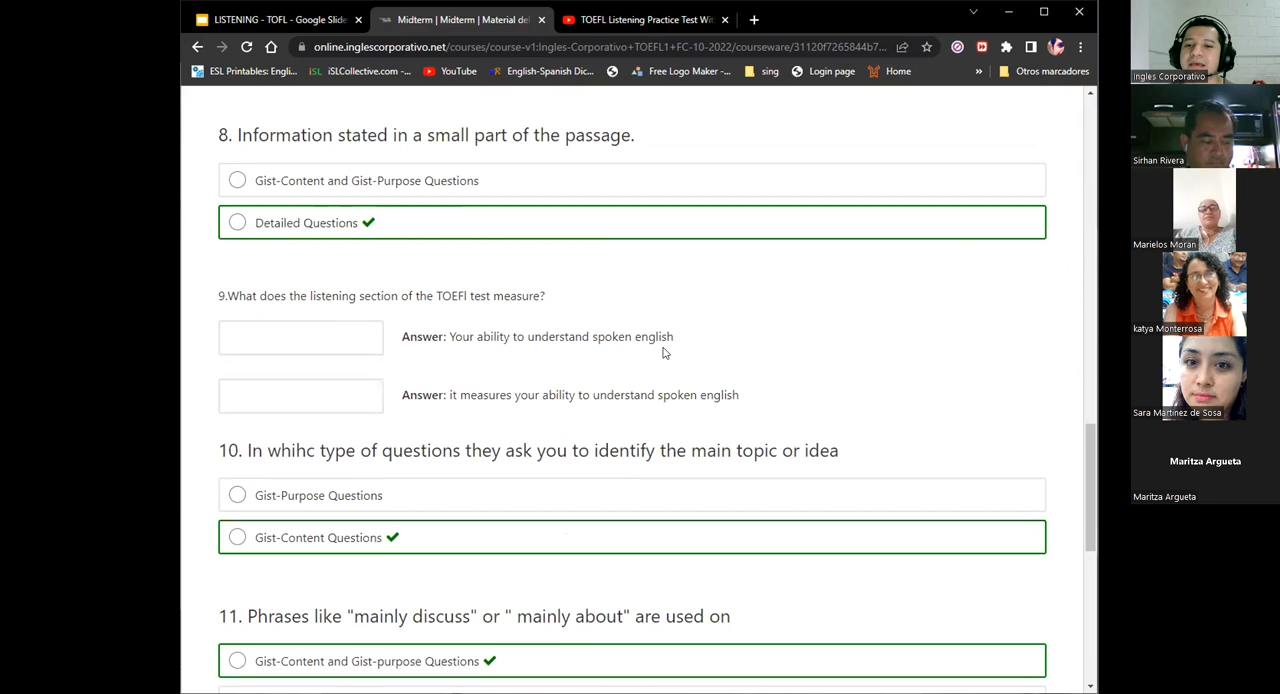 LISTENING - TOFL - Google Slide
Midterm | Midterm | Material de
TOEFL Listening Practice Test Wit
online.inglescorporativo.net/courses/course-v1:Ingles-Corporativo+TOEFL1+FC-10-2022/courseware/31120f7265844b7...
ESL Printables: Engli...
iSL
iSLCollective.com -...
YouTube
English-Spanish Dic...
Free Logo Maker -...
sing
Login page
Home
»
Otros marcadores
8. Information stated in a small part of the passage.
Gist-Content and Gist-Purpose Questions
Detailed Questions
9.What does the listening section of the TOEFl test measure?
Answer: Your ability to understand spoken english
Answer: it measures your ability to understand spoken english
10. In whihc type of questions they ask you to identify the main topic or idea
Gist-Purpose Questions
Gist-Content Questions
11. Phrases like "mainly discuss" or " mainly about" are used on
Gist-Content and Gist-purpose Questions
Ingles Corporativo
Sirhan Rivera
Marielos Moran
katya Monterrosa
Sara Martinez de Sosa
Maritza Argueta
Maritza Argueta